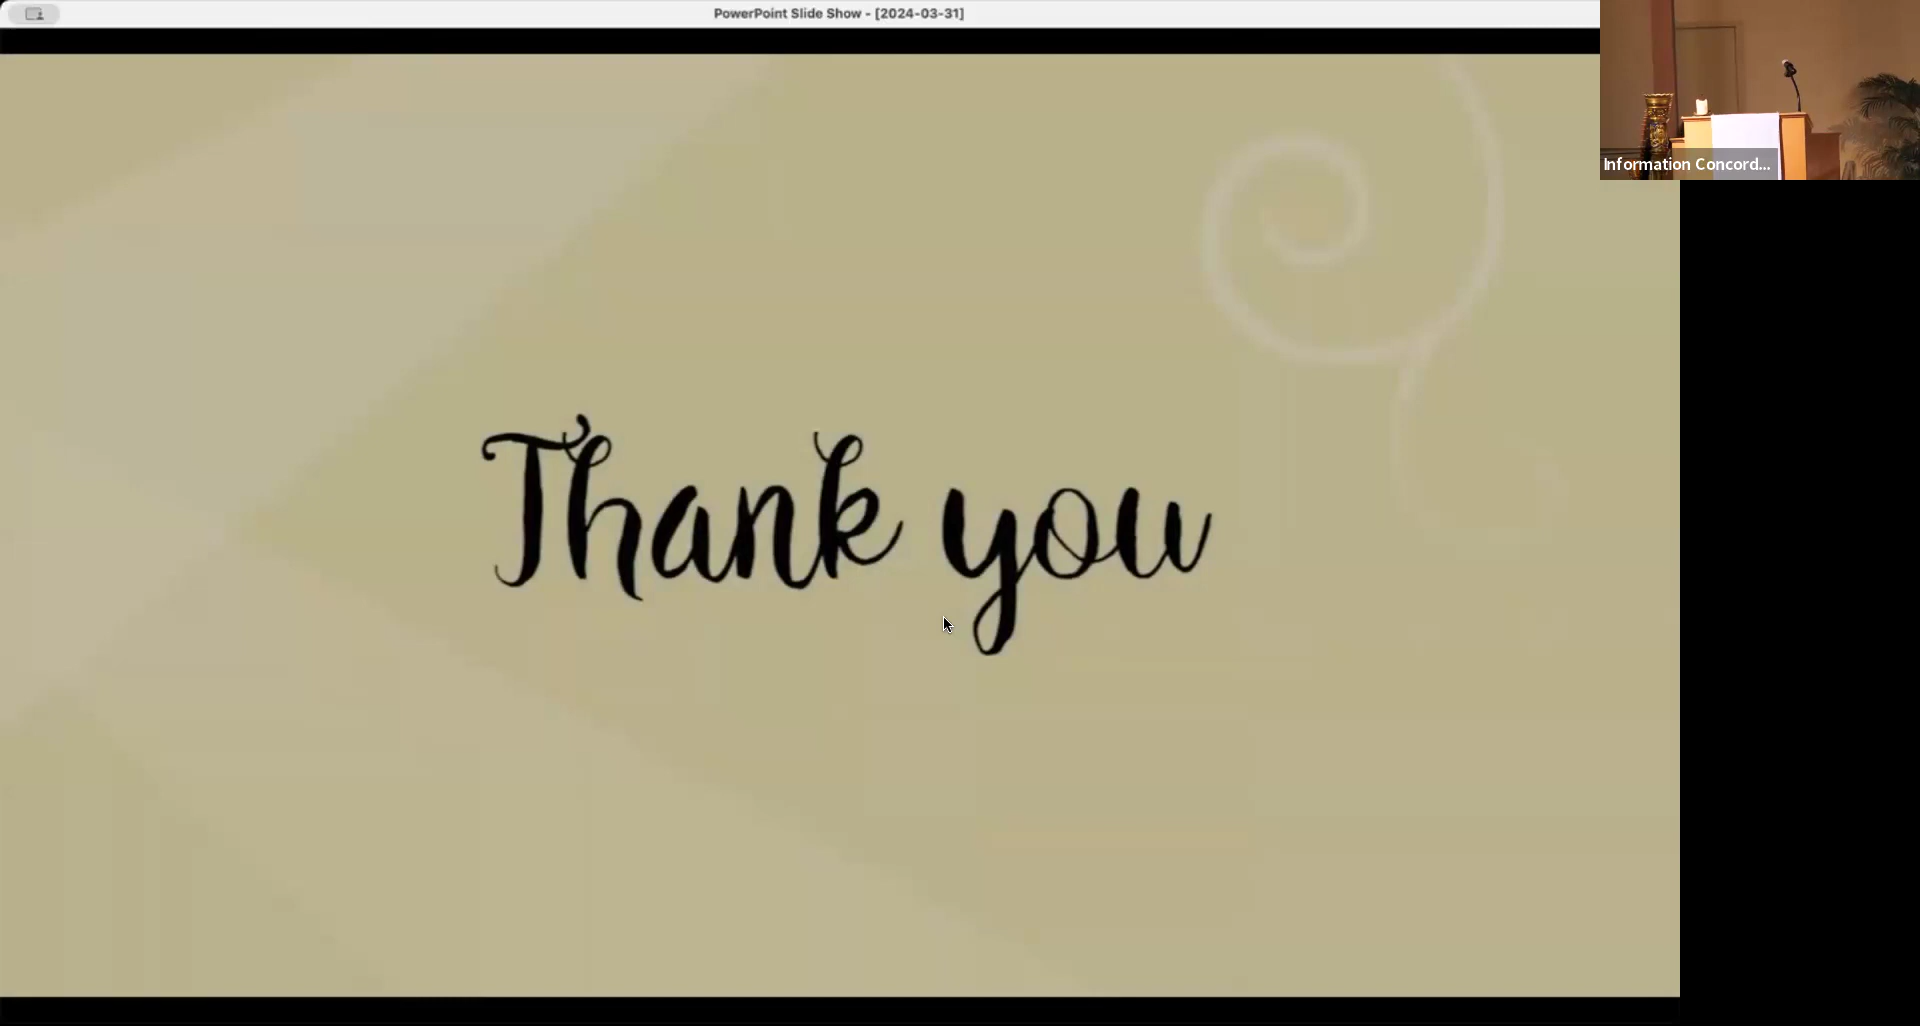 PowerPoint Slide Show - [2024-03-31]
Information Concord...
Thank you